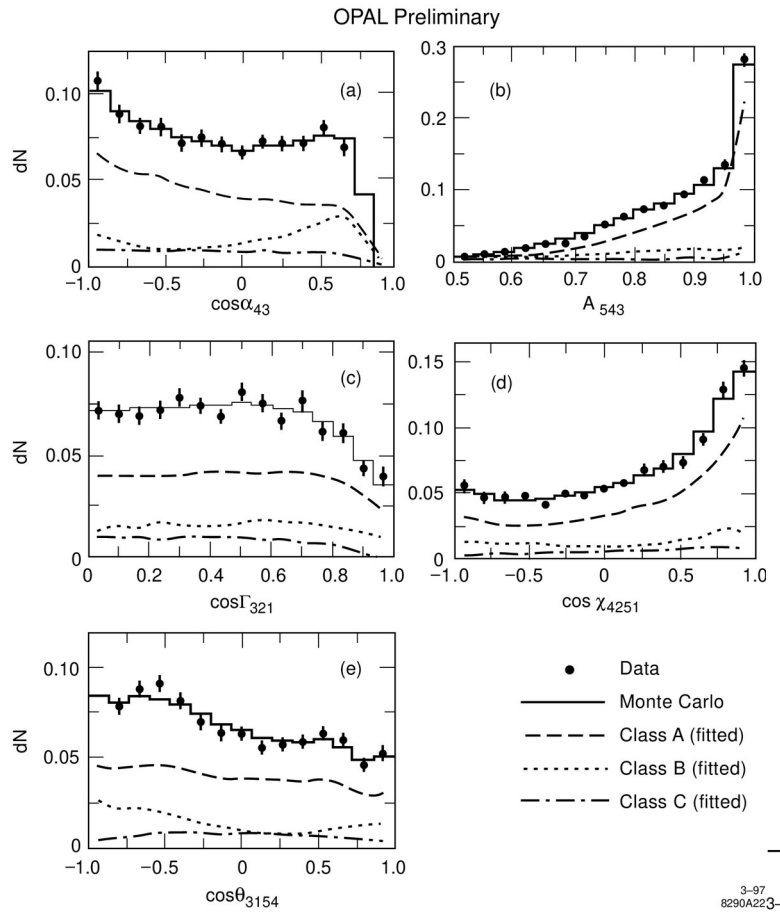 OPAL Preliminary
(a)
dN
0.10
0.05
0
−1.0 −0.5 0 0.5 1.0
cosα43
(b)
0.3
0.2
0.1
0
0.5 0.6 0.7 0.8 0.9 1.0
A 543
(c)
dN
0.10
0.05
0
0 0.2 0.4 0.6 0.8 1.0
cosΓ321
(d)
0.15
0.10
0.05
0
−1.0 −0.5 0 0.5 1.0
cos χ4251
(e)
dN
0.10
0.05
0
−1.0 −0.5 0 0.5 1.0
cosθ3154
Data
Monte Carlo
Class A (fitted)
Class B (fitted)
Class C (fitted)
3–97
8290A22
3–